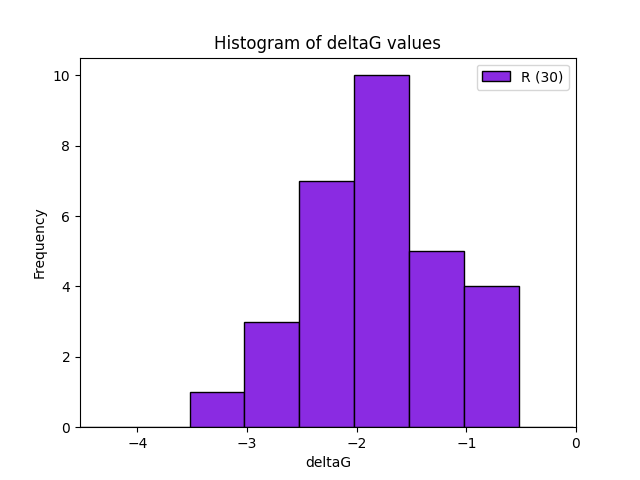 Histogram of deltaG values
R (30)
Frequency
10
8
6
4
2
0
−4
−3
−2
−1
0
deltaG